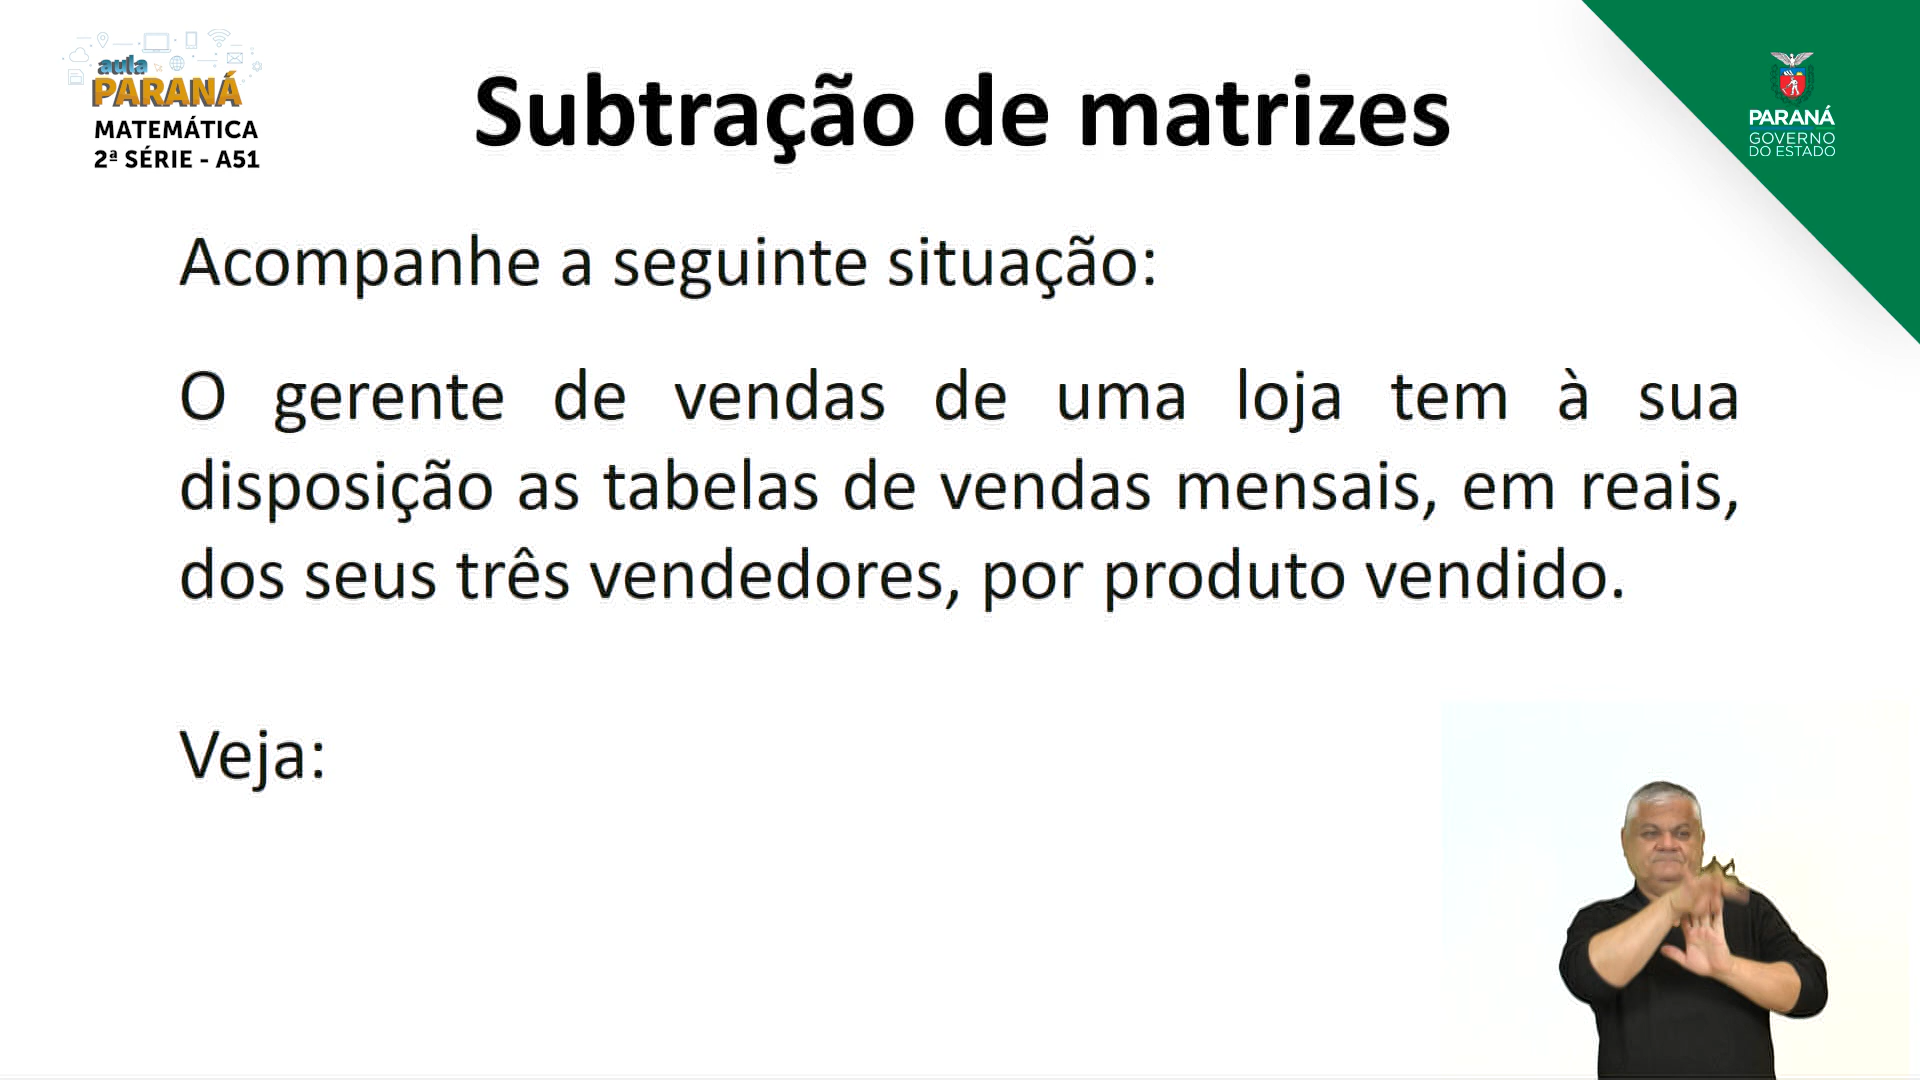 aula
PARANÁ
MATEMÁTICA
2ª SÉRIE - A51
Subtração de matrizes
PARANÁ
GOVERNO
DO ESTADO
Acompanhe a seguinte situação:
O gerente de vendas de uma loja tem à sua
disposição as tabelas de vendas mensais, em reais,
dos seus três vendedores, por produto vendido.
Veja: